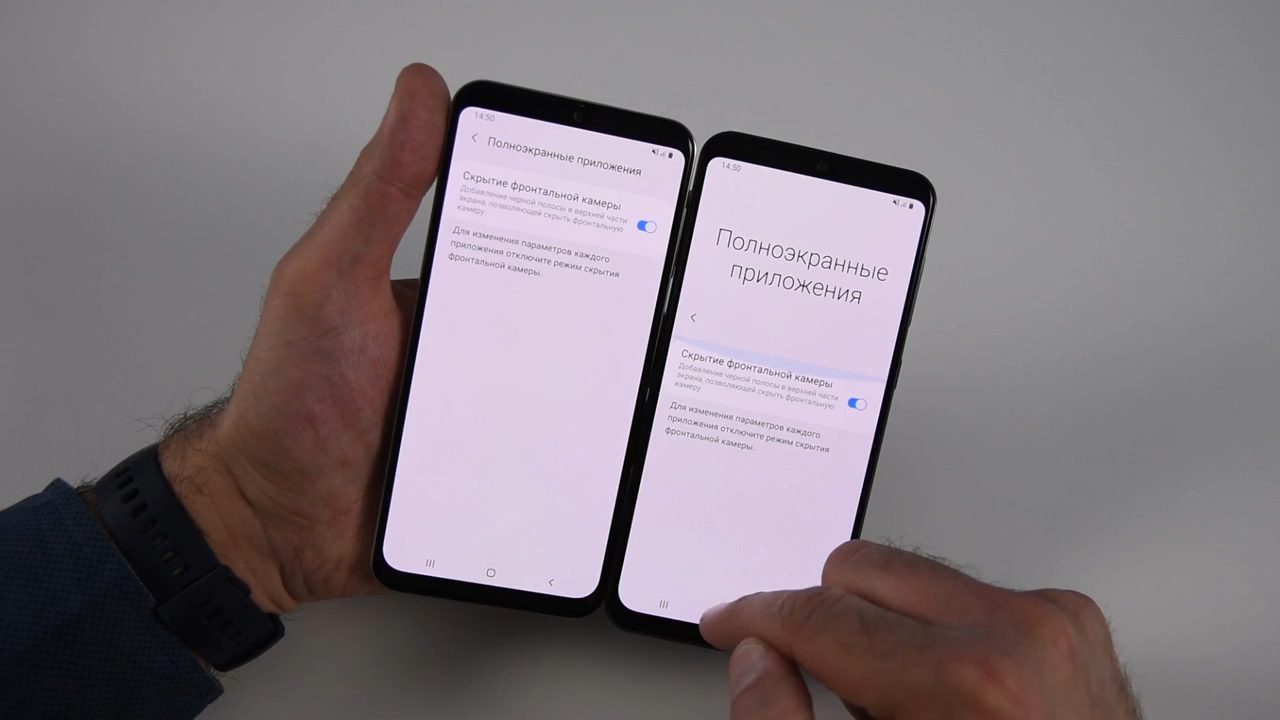 14:50
Полноэкранные приложения
Скрытие фронтальной камеры
Добавление черной полосы в верхней части
экрана, позволяющей скрыть фронтальную
камеру.
Для изменения параметров каждого
приложения отключите режим скрытия
фронтальной камеры.
14:50
Полноэкранные
приложения
Скрытие фронтальной камеры
Добавление черной полосы в верхней части
экрана, позволяющей скрыть фронтальную
камеру.
Для изменения параметров каждого
приложения отключите режим скрытия
фронтальной камеры.